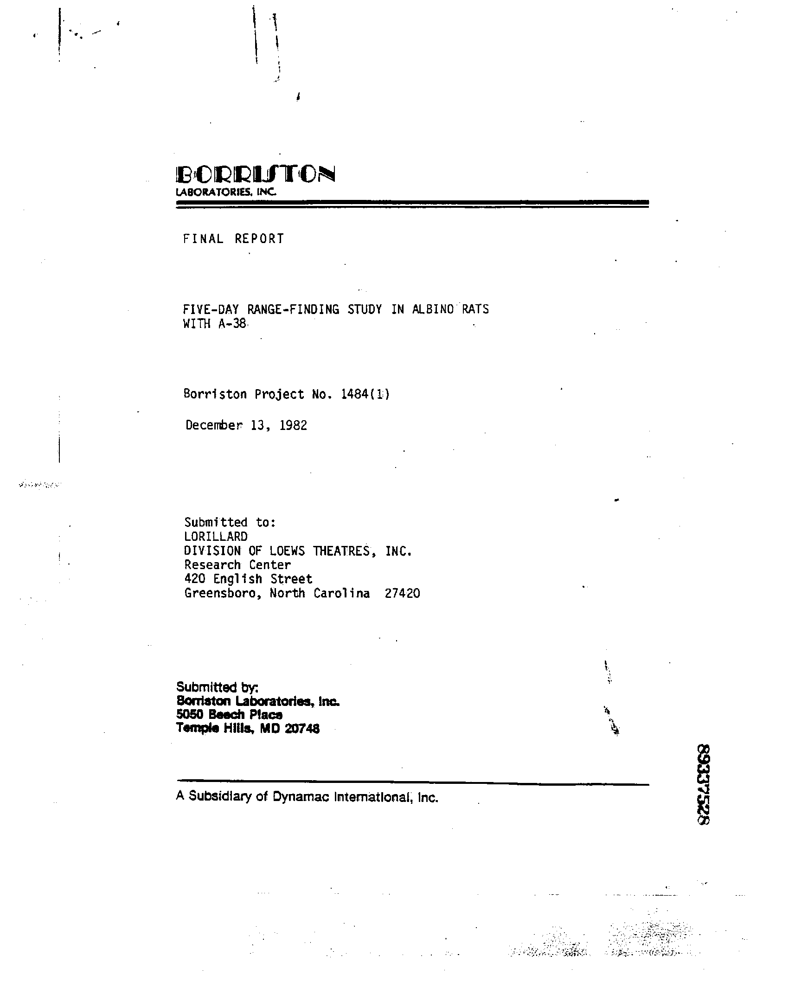 BORRISTON
LABORATORIES, INC.
FINAL REPORT
FIVE-DAY RANGE-FINDING STUDY IN ALBINO RATS
WITH A-38
Borriston Project No. 1484(1)
December 13, 1982
Submitted to:
LORILLARD
DIVISION OF LOEWS THEATRES, INC.
Research Center
420 English Street
Greensboro, North Carolina 27420
Submitted by:
Borriston Laboratories, Inc.
5050 Beech Place
Temple Hills, MD 20748
A Subsidiary of Dynamac International, Inc.
89337528